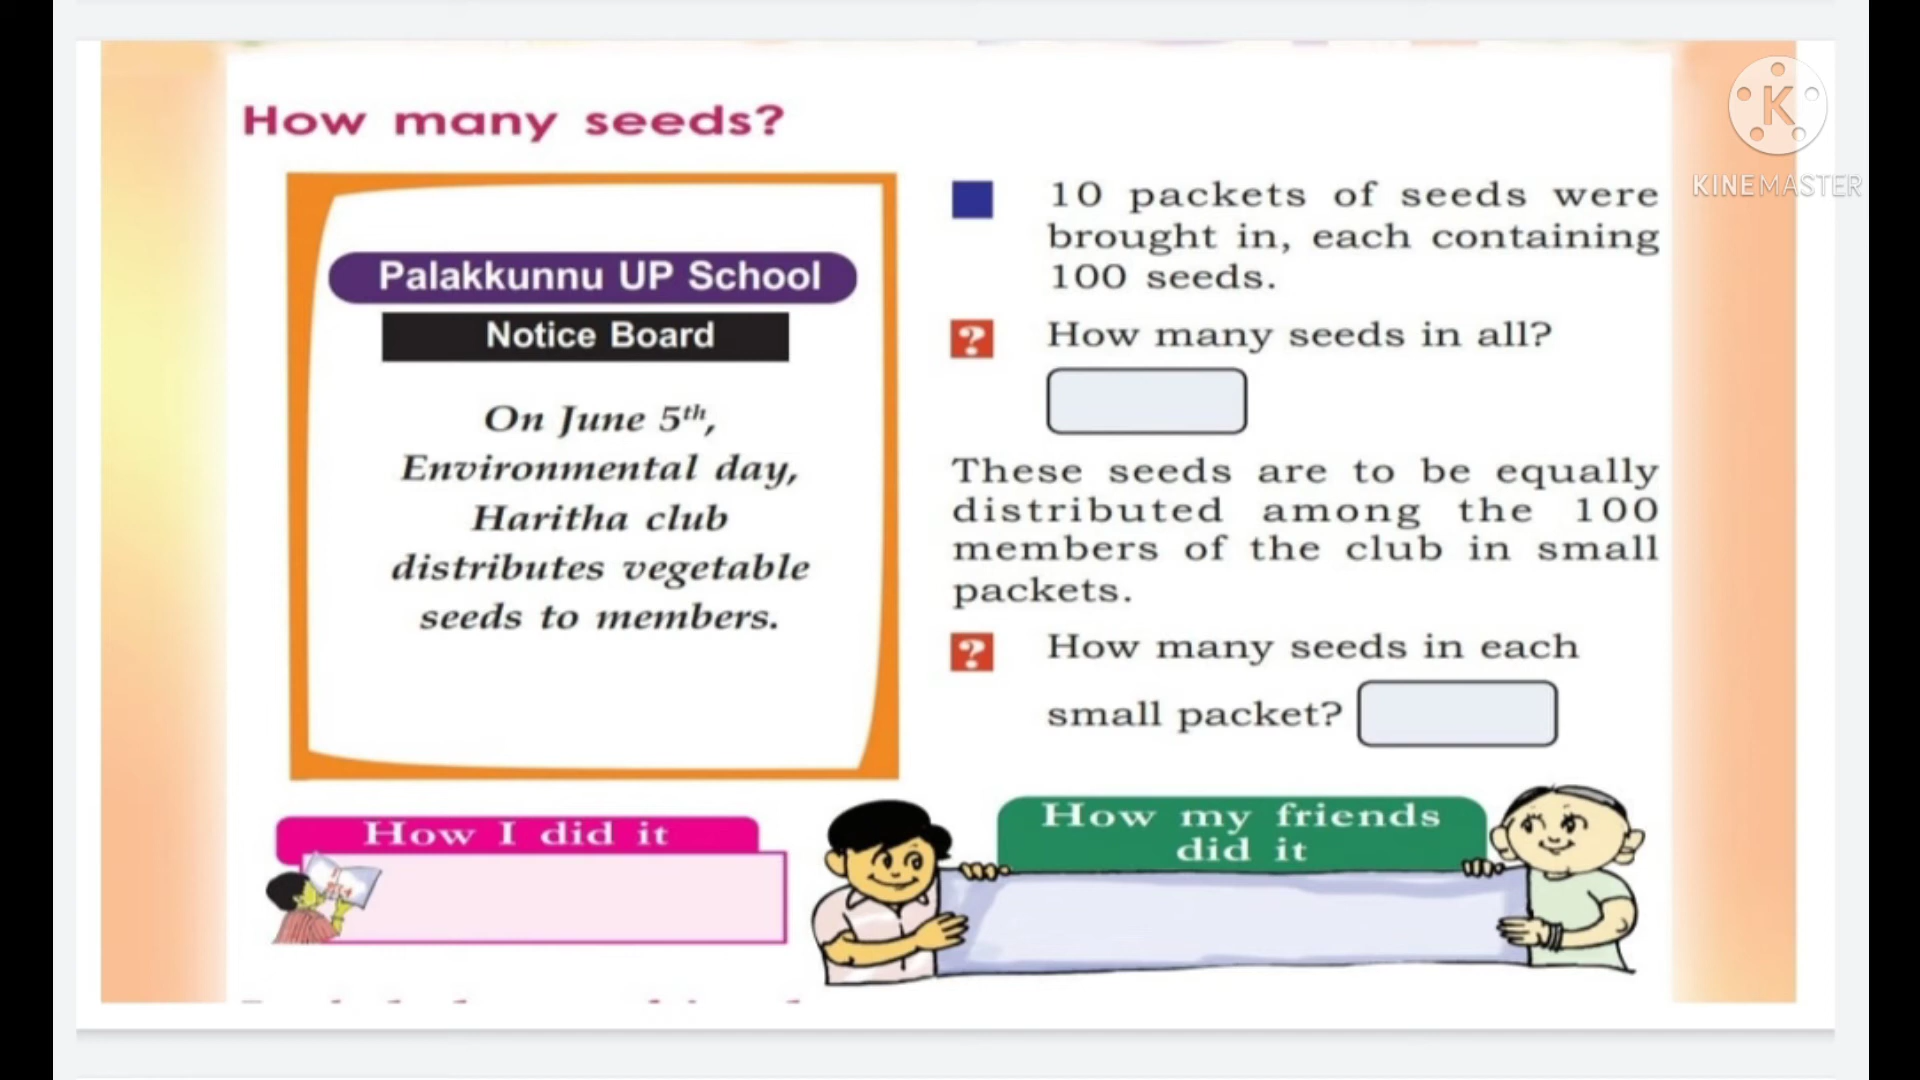 How many seeds?
Palakkunnu UP School
Notice Board
On June 5th,
Environmental day,
Haritha club
distributes vegetable
seeds to members.
10 packets of seeds were
brought in, each containing
100 seeds.
? How many seeds in all?
These seeds are to be equally
distributed among the 100
members of the club in small
packets.
? How many seeds in each
small packet?
How I did it
How my friends
did it
K
KINEMASTER